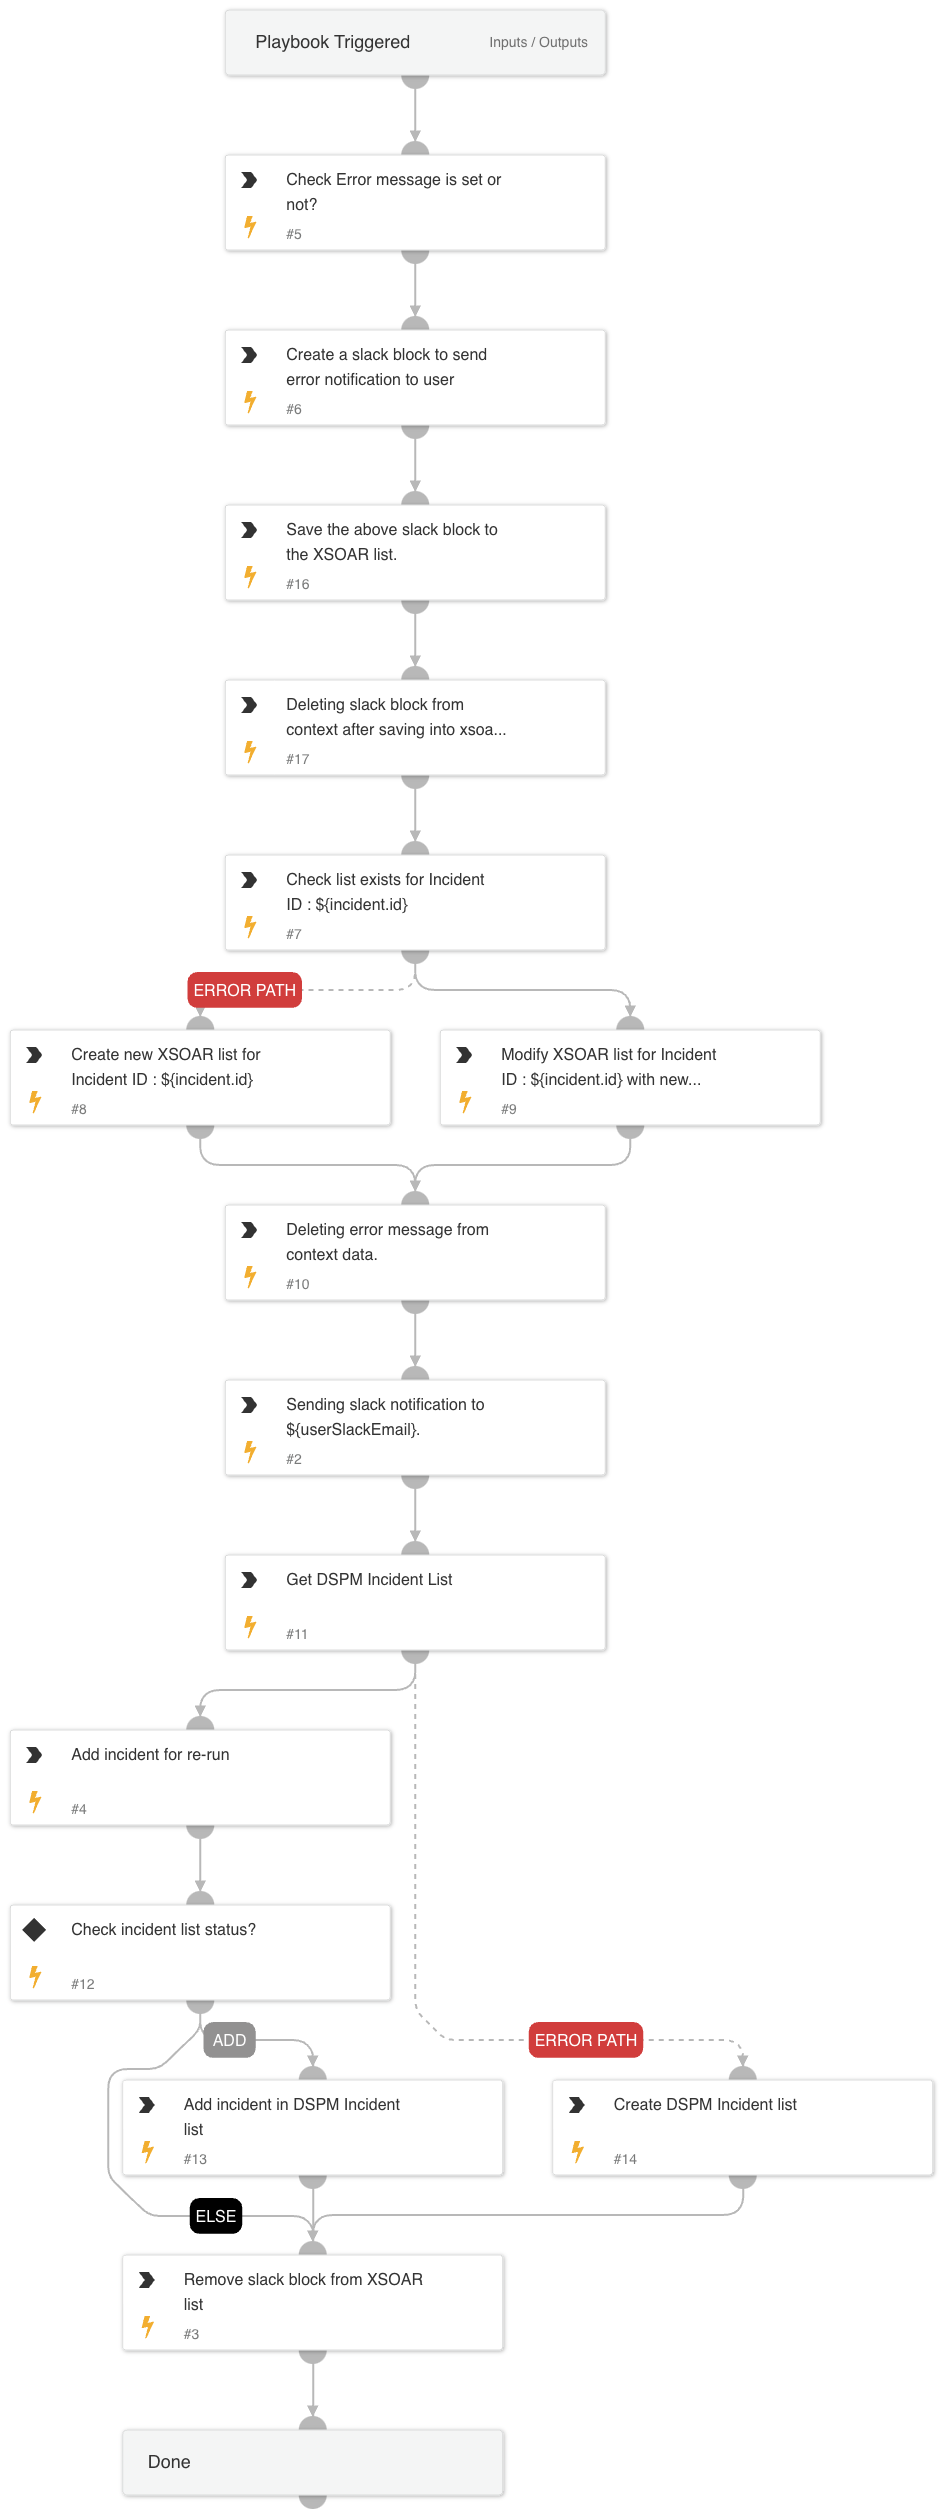 Playbook Triggered
Inputs / Outputs
Check Error message is set or
not?
#5
Create a slack block to send
error notification to user
#6
Save the above slack block to
the XSOAR list.
#16
Deleting slack block from
context after saving into xsoa...
#17
Check list exists for Incident
ID : ${incident.id}
#7
ERROR PATH
Create new XSOAR list for
Incident ID : ${incident.id}
#8
Modify XSOAR list for Incident
ID : ${incident.id} with new...
#9
Deleting error message from
context data.
#10
Sending slack notification to
${userSlackEmail}.
#2
Get DSPM Incident List
#11
Add incident for re-run
#4
Check incident list status?
#12
ADD
ERROR PATH
Add incident in DSPM Incident
list
#13
Create DSPM Incident list
#14
ELSE
Remove slack block from XSOAR
list
#3
Done